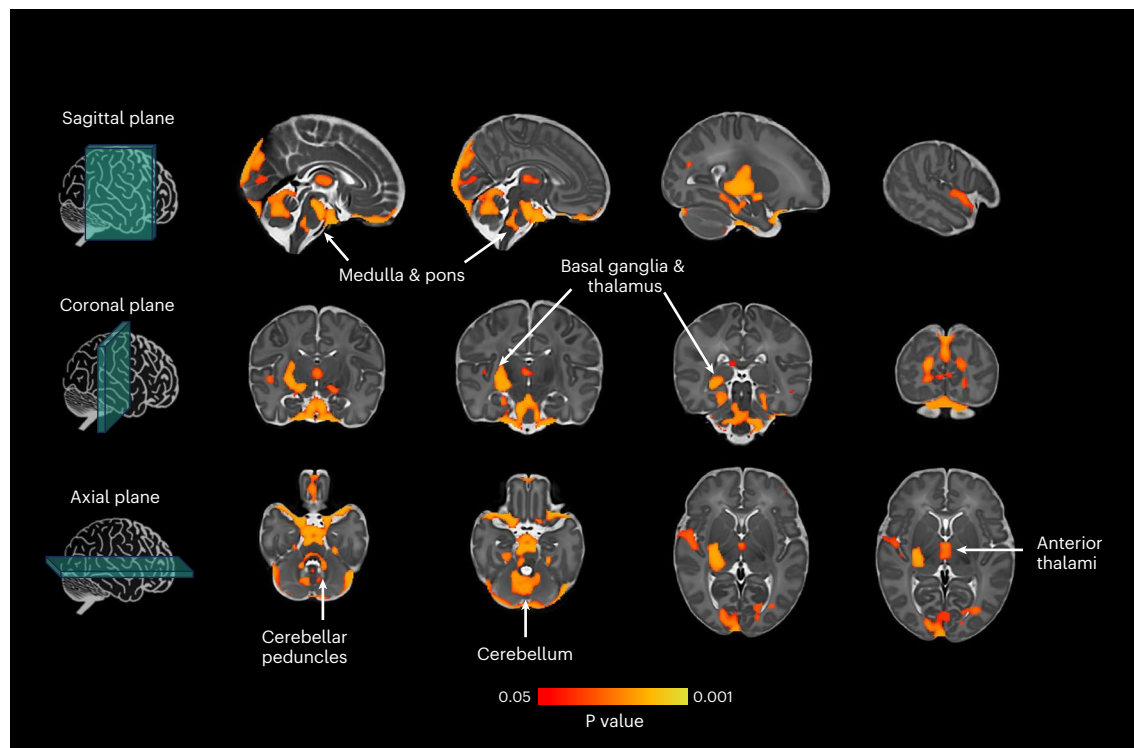 Sagittal plane
Medulla & pons
Basal ganglia &
thalamus
Coronal plane
Axial plane
Anterior
thalami
Cerebellar
peduncles
Cerebellum
0.05
0.001
P value